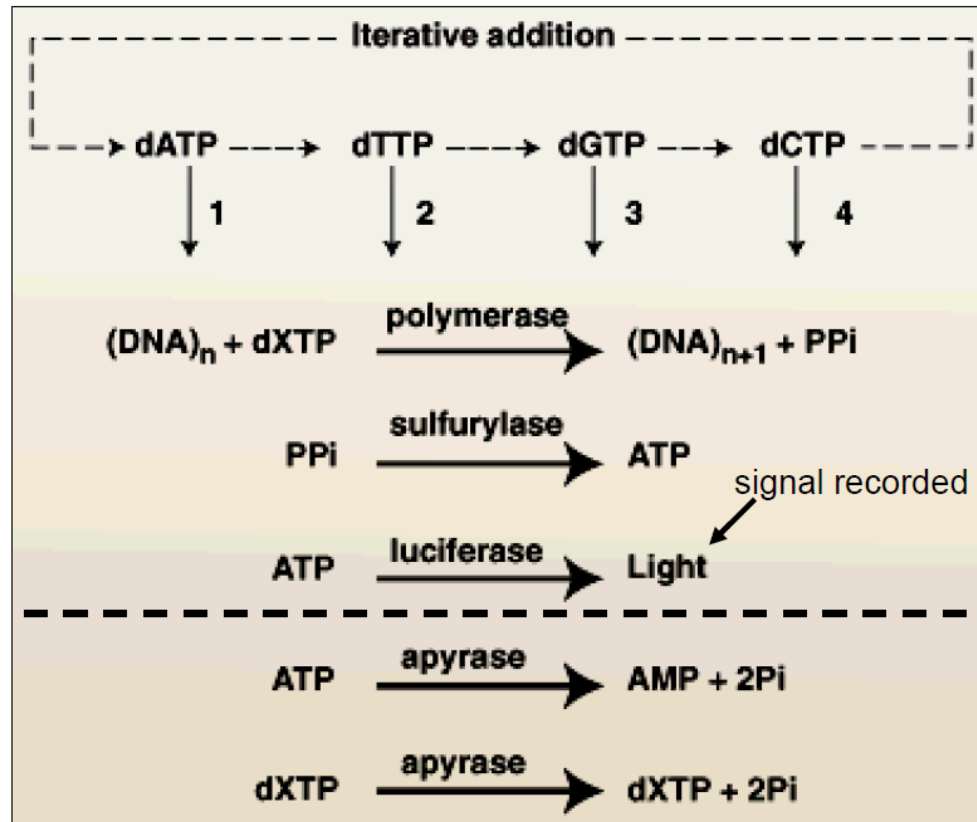 Iterative addition
dATP dTTP dGTP dCTP
1 2 3 4
(DNA)n + dXTP polymerase (DNA)n+1 + PPi
PPi sulfurylase ATP
signal recorded
ATP luciferase Light
ATP apyrase AMP + 2Pi
dXTP apyrase dXTP + 2Pi